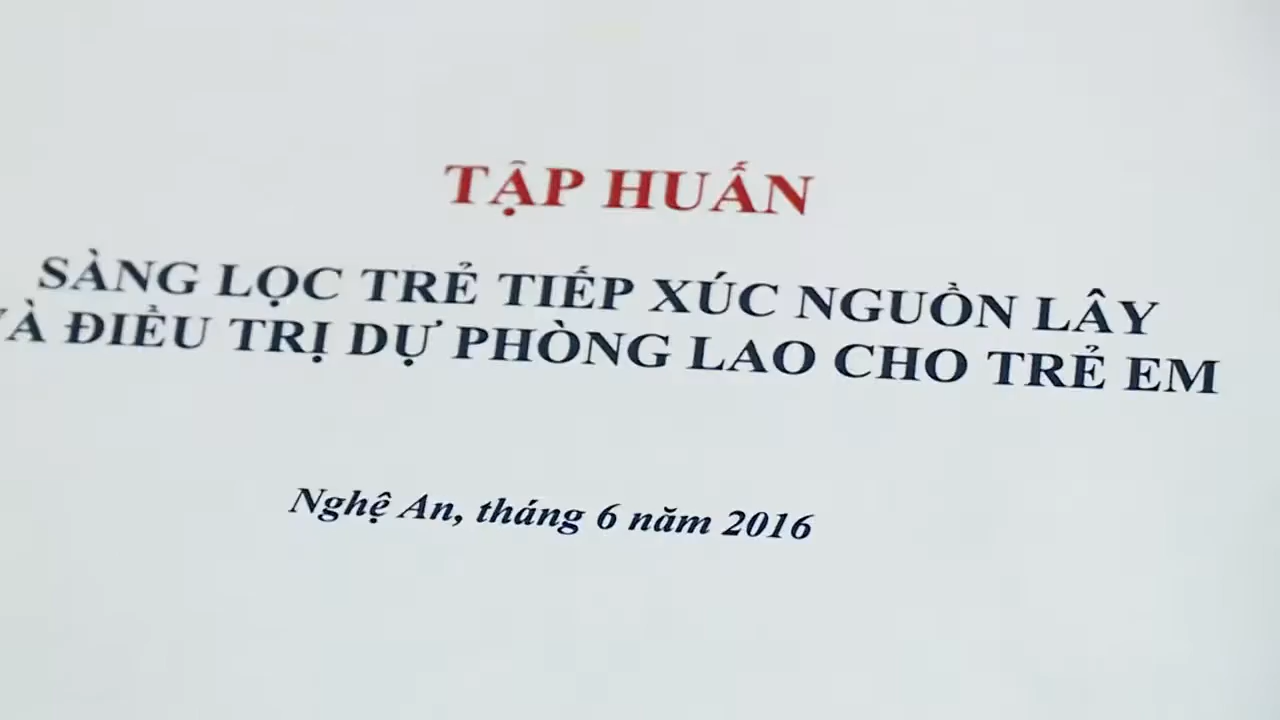 TẬP HUẤN
SÀNG LỌC TRẺ TIẾP XÚC NGUỒN LÂY
VÀ ĐIỀU TRỊ DỰ PHÒNG LAO CHO TRẺ EM
Nghệ An, tháng 6 năm 2016